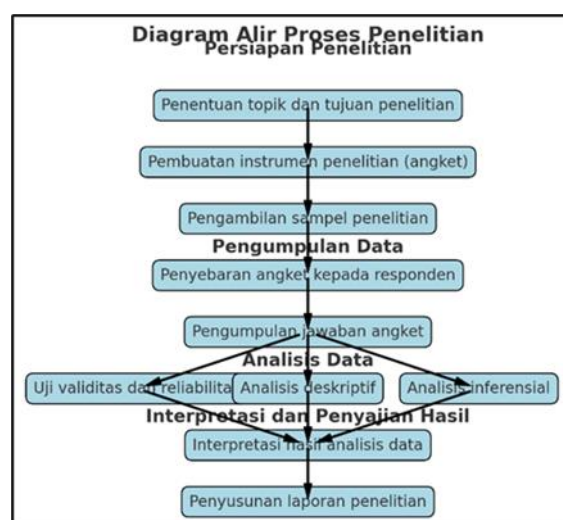 Diagram Alir Proses Penelitian
Persiapan Penelitian
Penentuan topik dan tujuan penelitian
Pembuatan instrumen penelitian (angket)
Pengambilan sampel penelitian
Pengumpulan Data
Penyebaran angket kepada responden
Pengumpulan jawaban angket
Analisis Data
Uji validitas dan reliabilita
Analisis deskriptif
Analisis inferensial
Interpretasi dan Penyajian Hasil
Interpretasi hasil analisis data
Penyusunan laporan penelitian